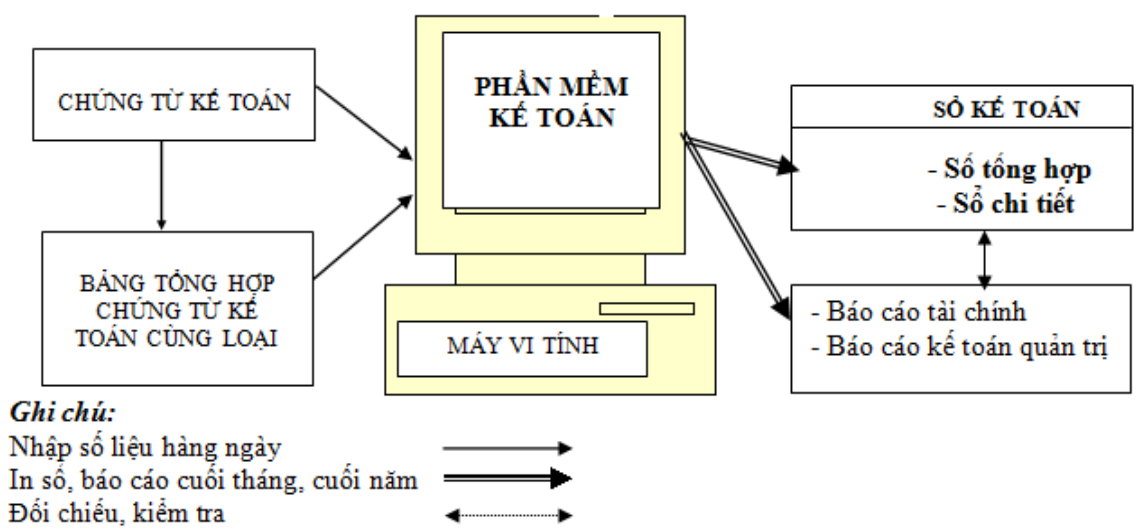 CHỨNG TỪ KẾ TOÁN
BẢNG TỔNG HỢP
CHỨNG TỪ KẾ
TOÁN CÙNG LOẠI
PHẦN MỀM
KẾ TOÁN
MÁY VI TÍNH
SỔ KẾ TOÁN
- Sổ tổng hợp
- Sổ chi tiết
- Báo cáo tài chính
- Báo cáo kế toán quản trị
Ghi chú:
Nhập số liệu hàng ngày
In sổ, báo cáo cuối tháng, cuối năm
Đối chiếu, kiểm tra